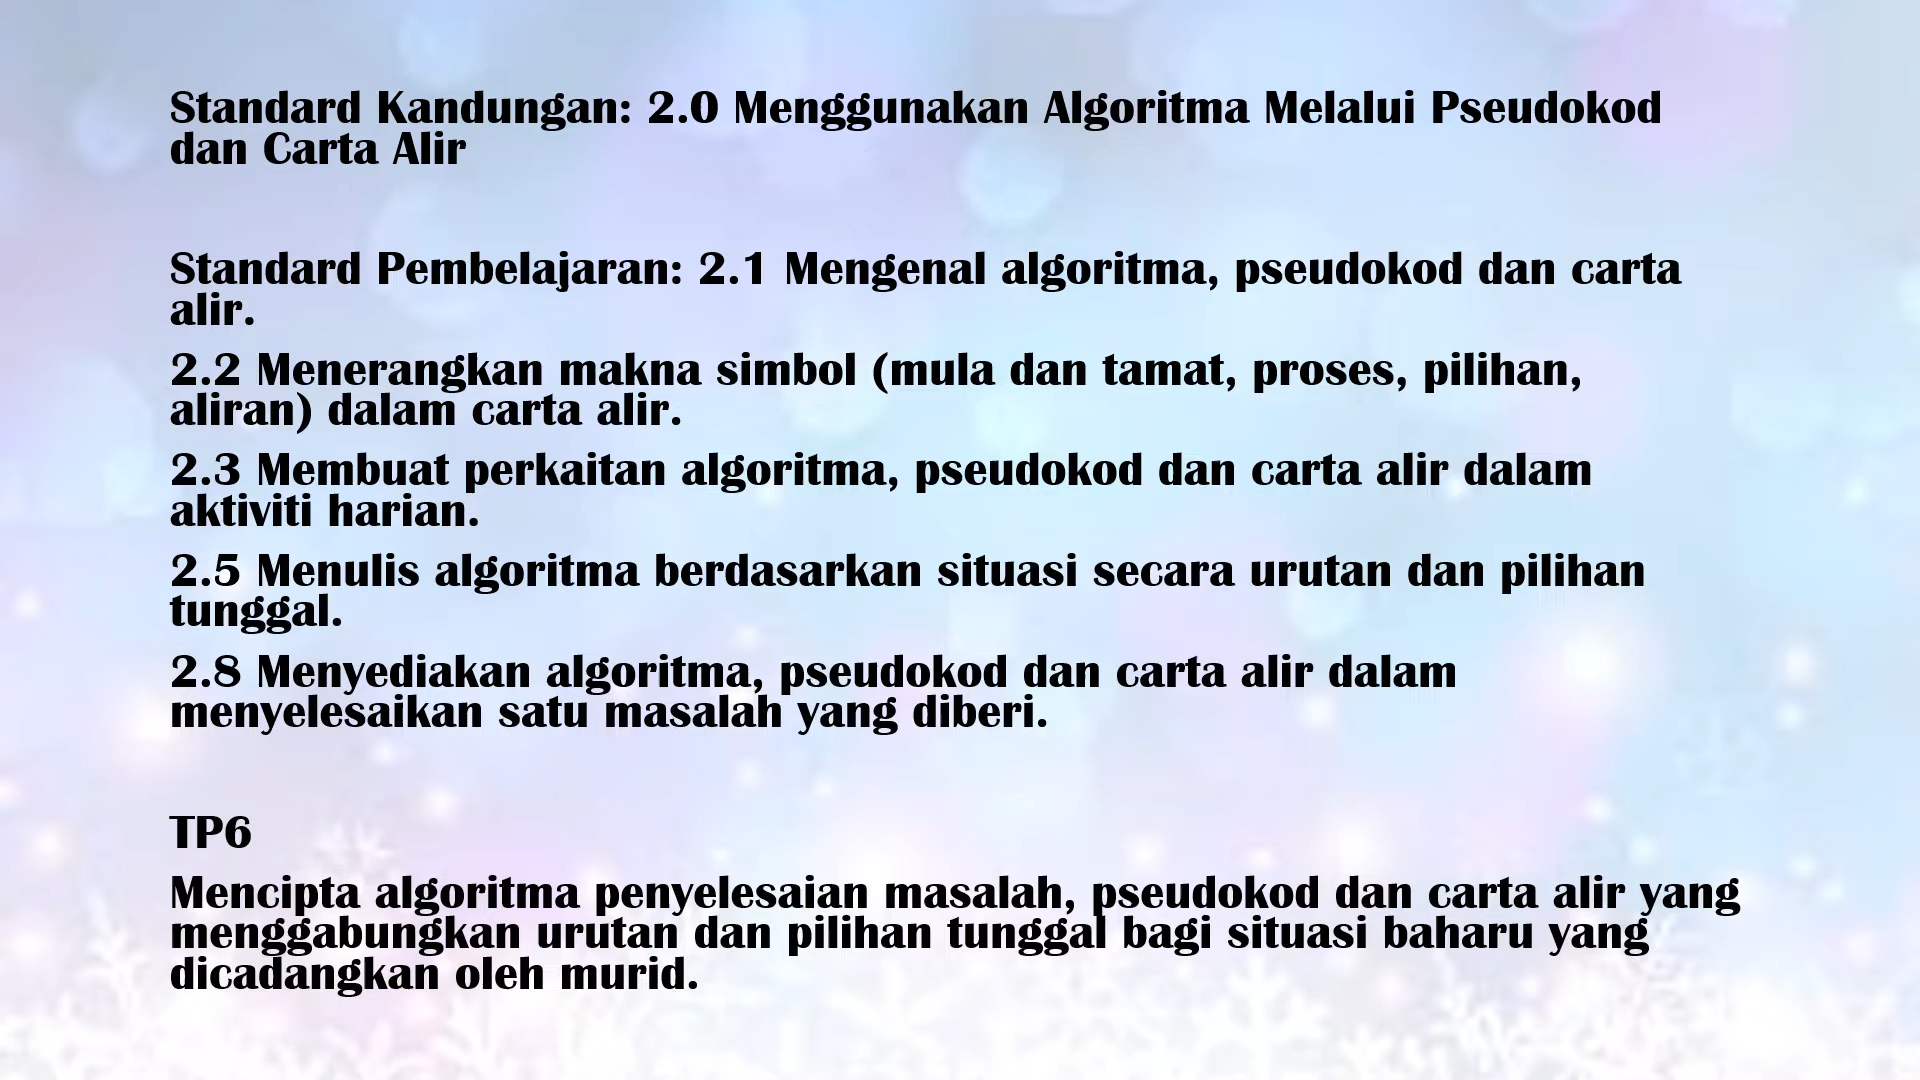 Standard Kandungan: 2.0 Menggunakan Algoritma Melalui Pseudokod
dan Carta Alir
Standard Pembelajaran: 2.1 Mengenal algoritma, pseudokod dan carta
alir.
2.2 Menerangkan makna simbol (mula dan tamat, proses, pilihan,
aliran) dalam carta alir.
2.3 Membuat perkaitan algoritma, pseudokod dan carta alir dalam
aktiviti harian.
2.5 Menulis algoritma berdasarkan situasi secara urutan dan pilihan
tunggal.
2.8 Menyediakan algoritma, pseudokod dan carta alir dalam
menyelesaikan satu masalah yang diberi.
TP6
Mencipta algoritma penyelesaian masalah, pseudokod dan carta alir yang
menggabungkan urutan dan pilihan tunggal bagi situasi baharu yang
dicadangkan oleh murid.